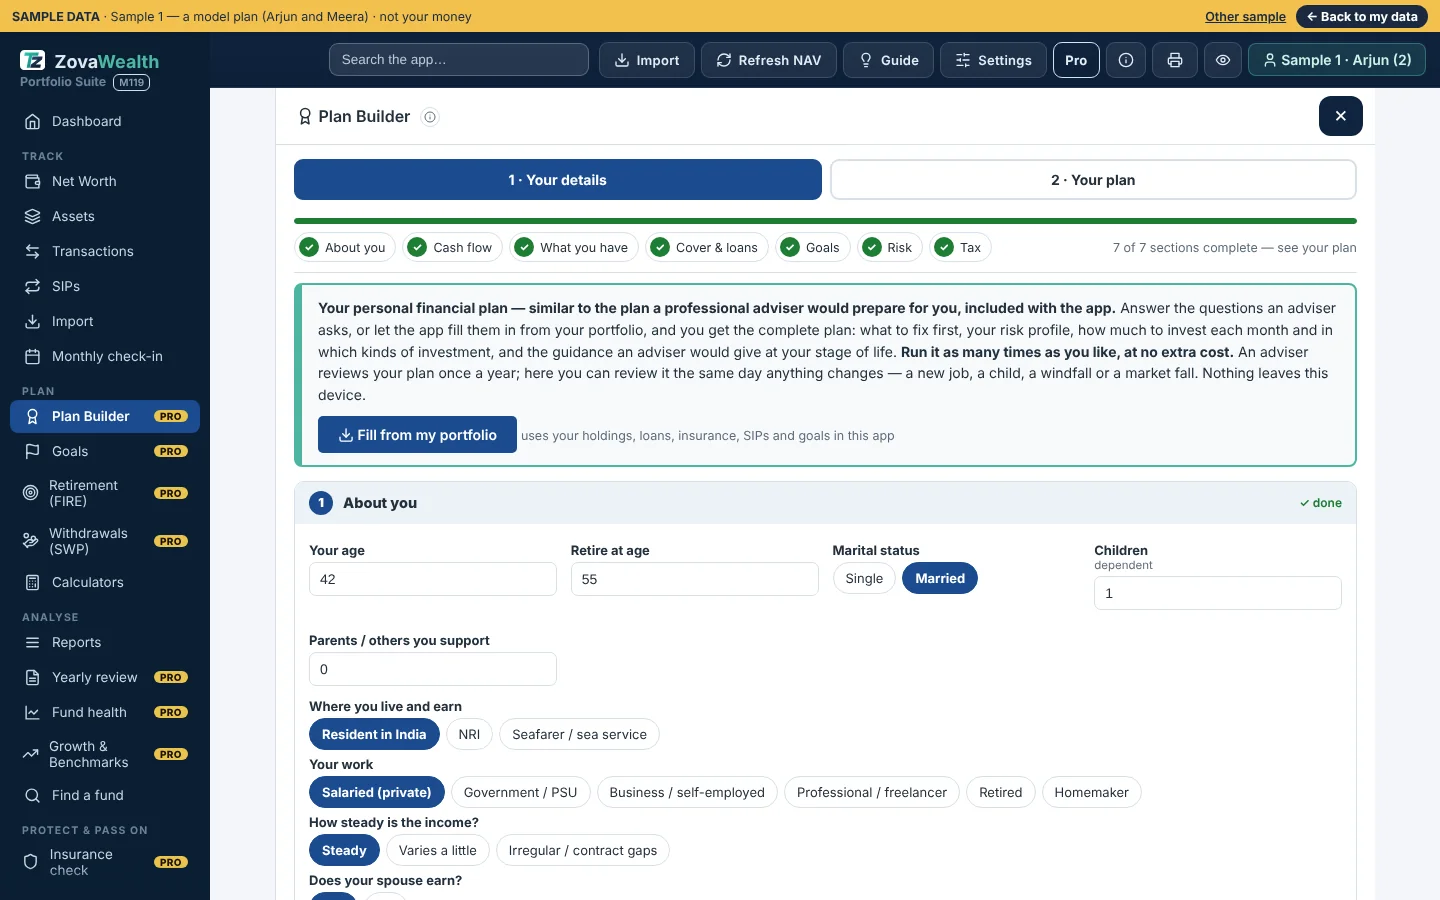 SAMPLE DATA · Sample 1 — a model plan (Arjun and Meera) · not your money
Other sample
← Back to my data
ZovaWealth
Portfolio Suite M119
Search the app…
Import
Refresh NAV
Guide
Settings
Pro
Sample 1 · Arjun (2)
Dashboard
TRACK
Net Worth
Assets
Transactions
SIPs
Import
Monthly check-in
PLAN
Plan Builder PRO
Goals PRO
Retirement
(FIRE) PRO
Withdrawals
(SWP) PRO
Calculators
ANALYSE
Reports
Yearly review PRO
Fund health PRO
Growth &
Benchmarks PRO
Find a fund
PROTECT & PASS ON
Insurance
check PRO
Plan Builder
1 · Your details
2 · Your plan
About you
Cash flow
What you have
Cover & loans
Goals
Risk
Tax
7 of 7 sections complete — see your plan
Your personal financial plan — similar to the plan a professional adviser would prepare for you, included with the app. Answer the questions an adviser
asks, or let the app fill them in from your portfolio, and you get the complete plan: what to fix first, your risk profile, how much to invest each month and in
which kinds of investment, and the guidance an adviser would give at your stage of life. Run it as many times as you like, at no extra cost. An adviser
reviews your plan once a year; here you can review it the same day anything changes — a new job, a child, a windfall or a market fall. Nothing leaves this
device.
Fill from my portfolio
uses your holdings, loans, insurance, SIPs and goals in this app
1 About you
✓ done
Your age
42
Retire at age
55
Marital status
Single
Married
Children
dependent
1
Parents / others you support
0
Where you live and earn
Resident in India
NRI
Seafarer / sea service
Your work
Salaried (private)
Government / PSU
Business / self-employed
Professional / freelancer
Retired
Homemaker
How steady is the income?
Steady
Varies a little
Irregular / contract gaps
Does your spouse earn?